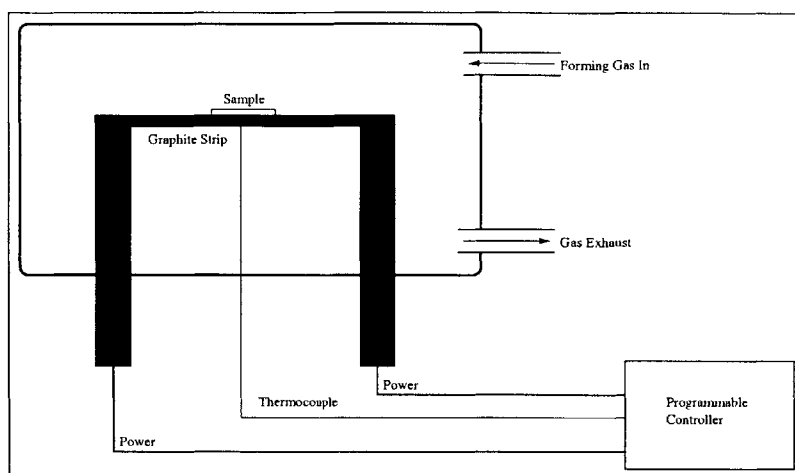 Forming Gas In
Sample
Graphite Strip
Gas Exhaust
Power
Thermocouple
Programmable
Controller
Power